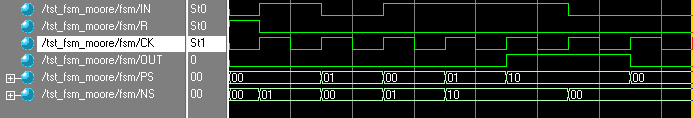 /tst_fsm_moore/fsm/IN St0
/tst_fsm_moore/fsm/R St0
/tst_fsm_moore/fsm/CK St1
/tst_fsm_moore/fsm/OUT 0
/tst_fsm_moore/fsm/PS 00 00 01 00 01 10 00
/tst_fsm_moore/fsm/NS 00 00 01 00 01 10 00